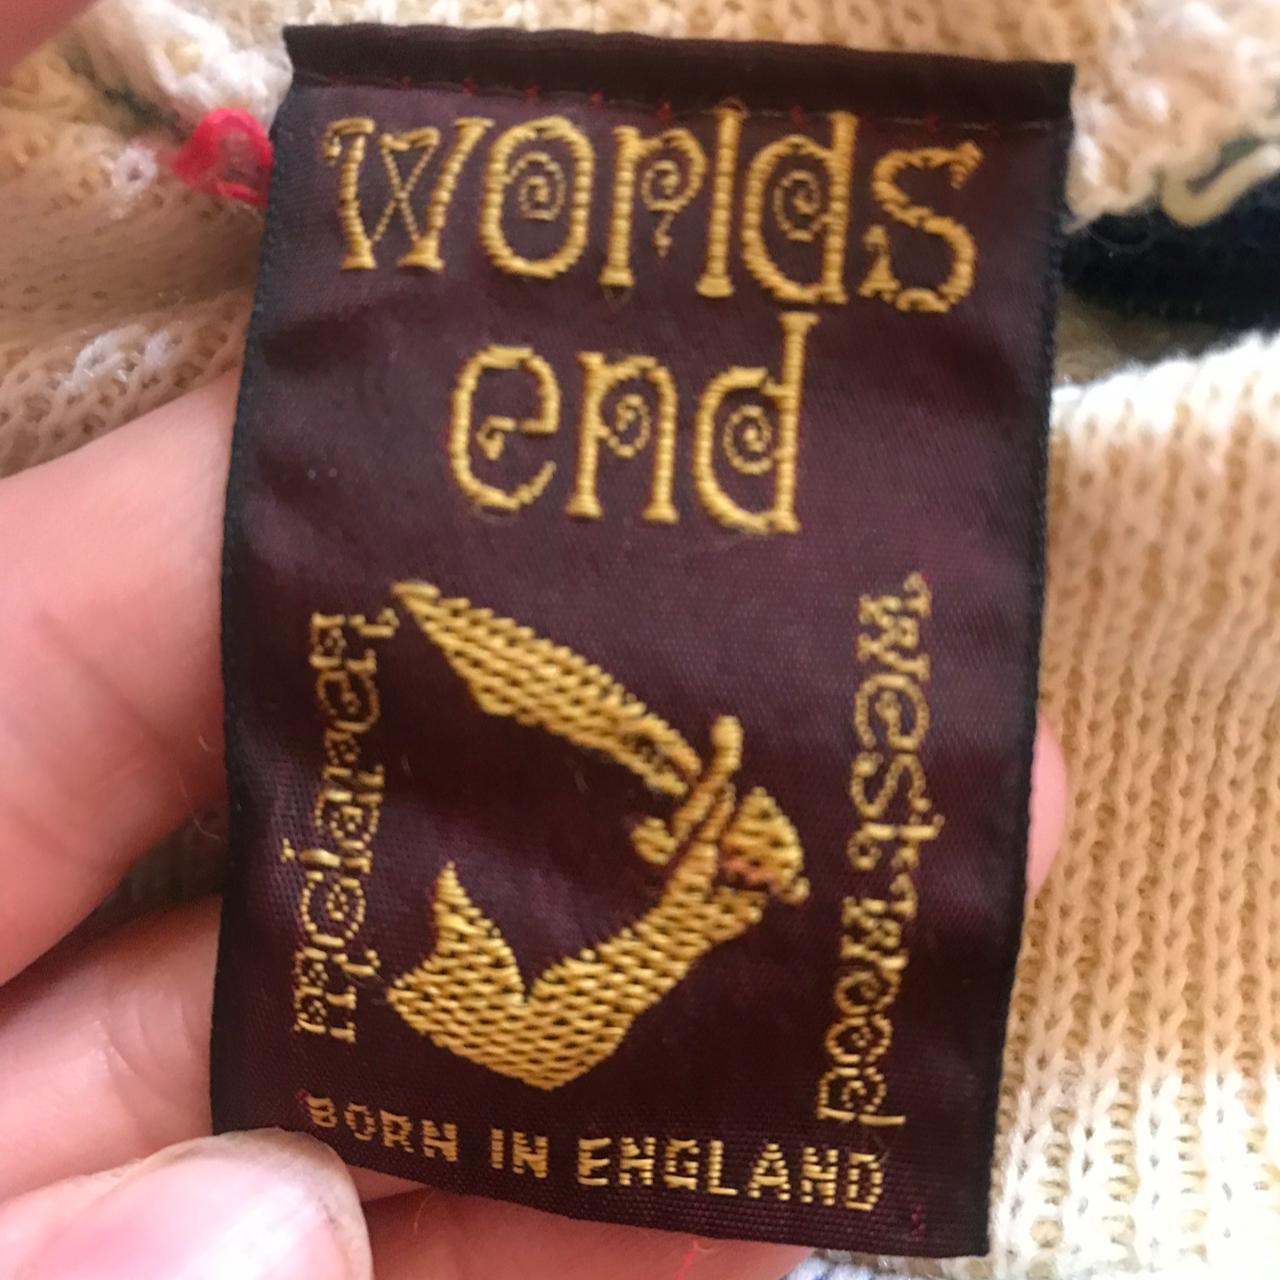 worlds
end
mclaren
westwood
BORN IN ENGLAND